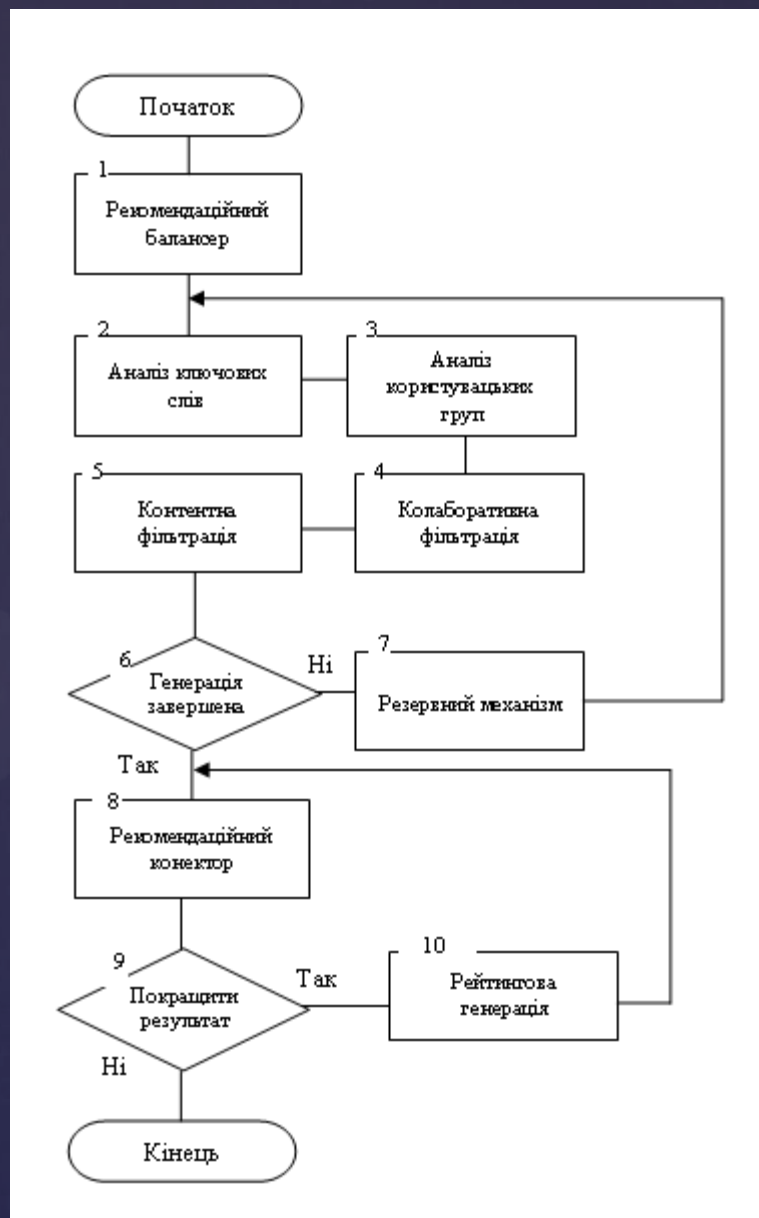 Початок
1
Рекомендаційний
балансер
2
Аналіз ключових
слів
3
Аналіз
користувацьких
груп
4
Колаборативна
фільтрація
5
Контентна
фільтрація
6
Генерація
завершена
Ні
7
Резервний механізм
Так
8
Рекомендаційний
конектор
9
Покращити
результат
Так
10
Рейтингова
генерація
Ні
Кінець